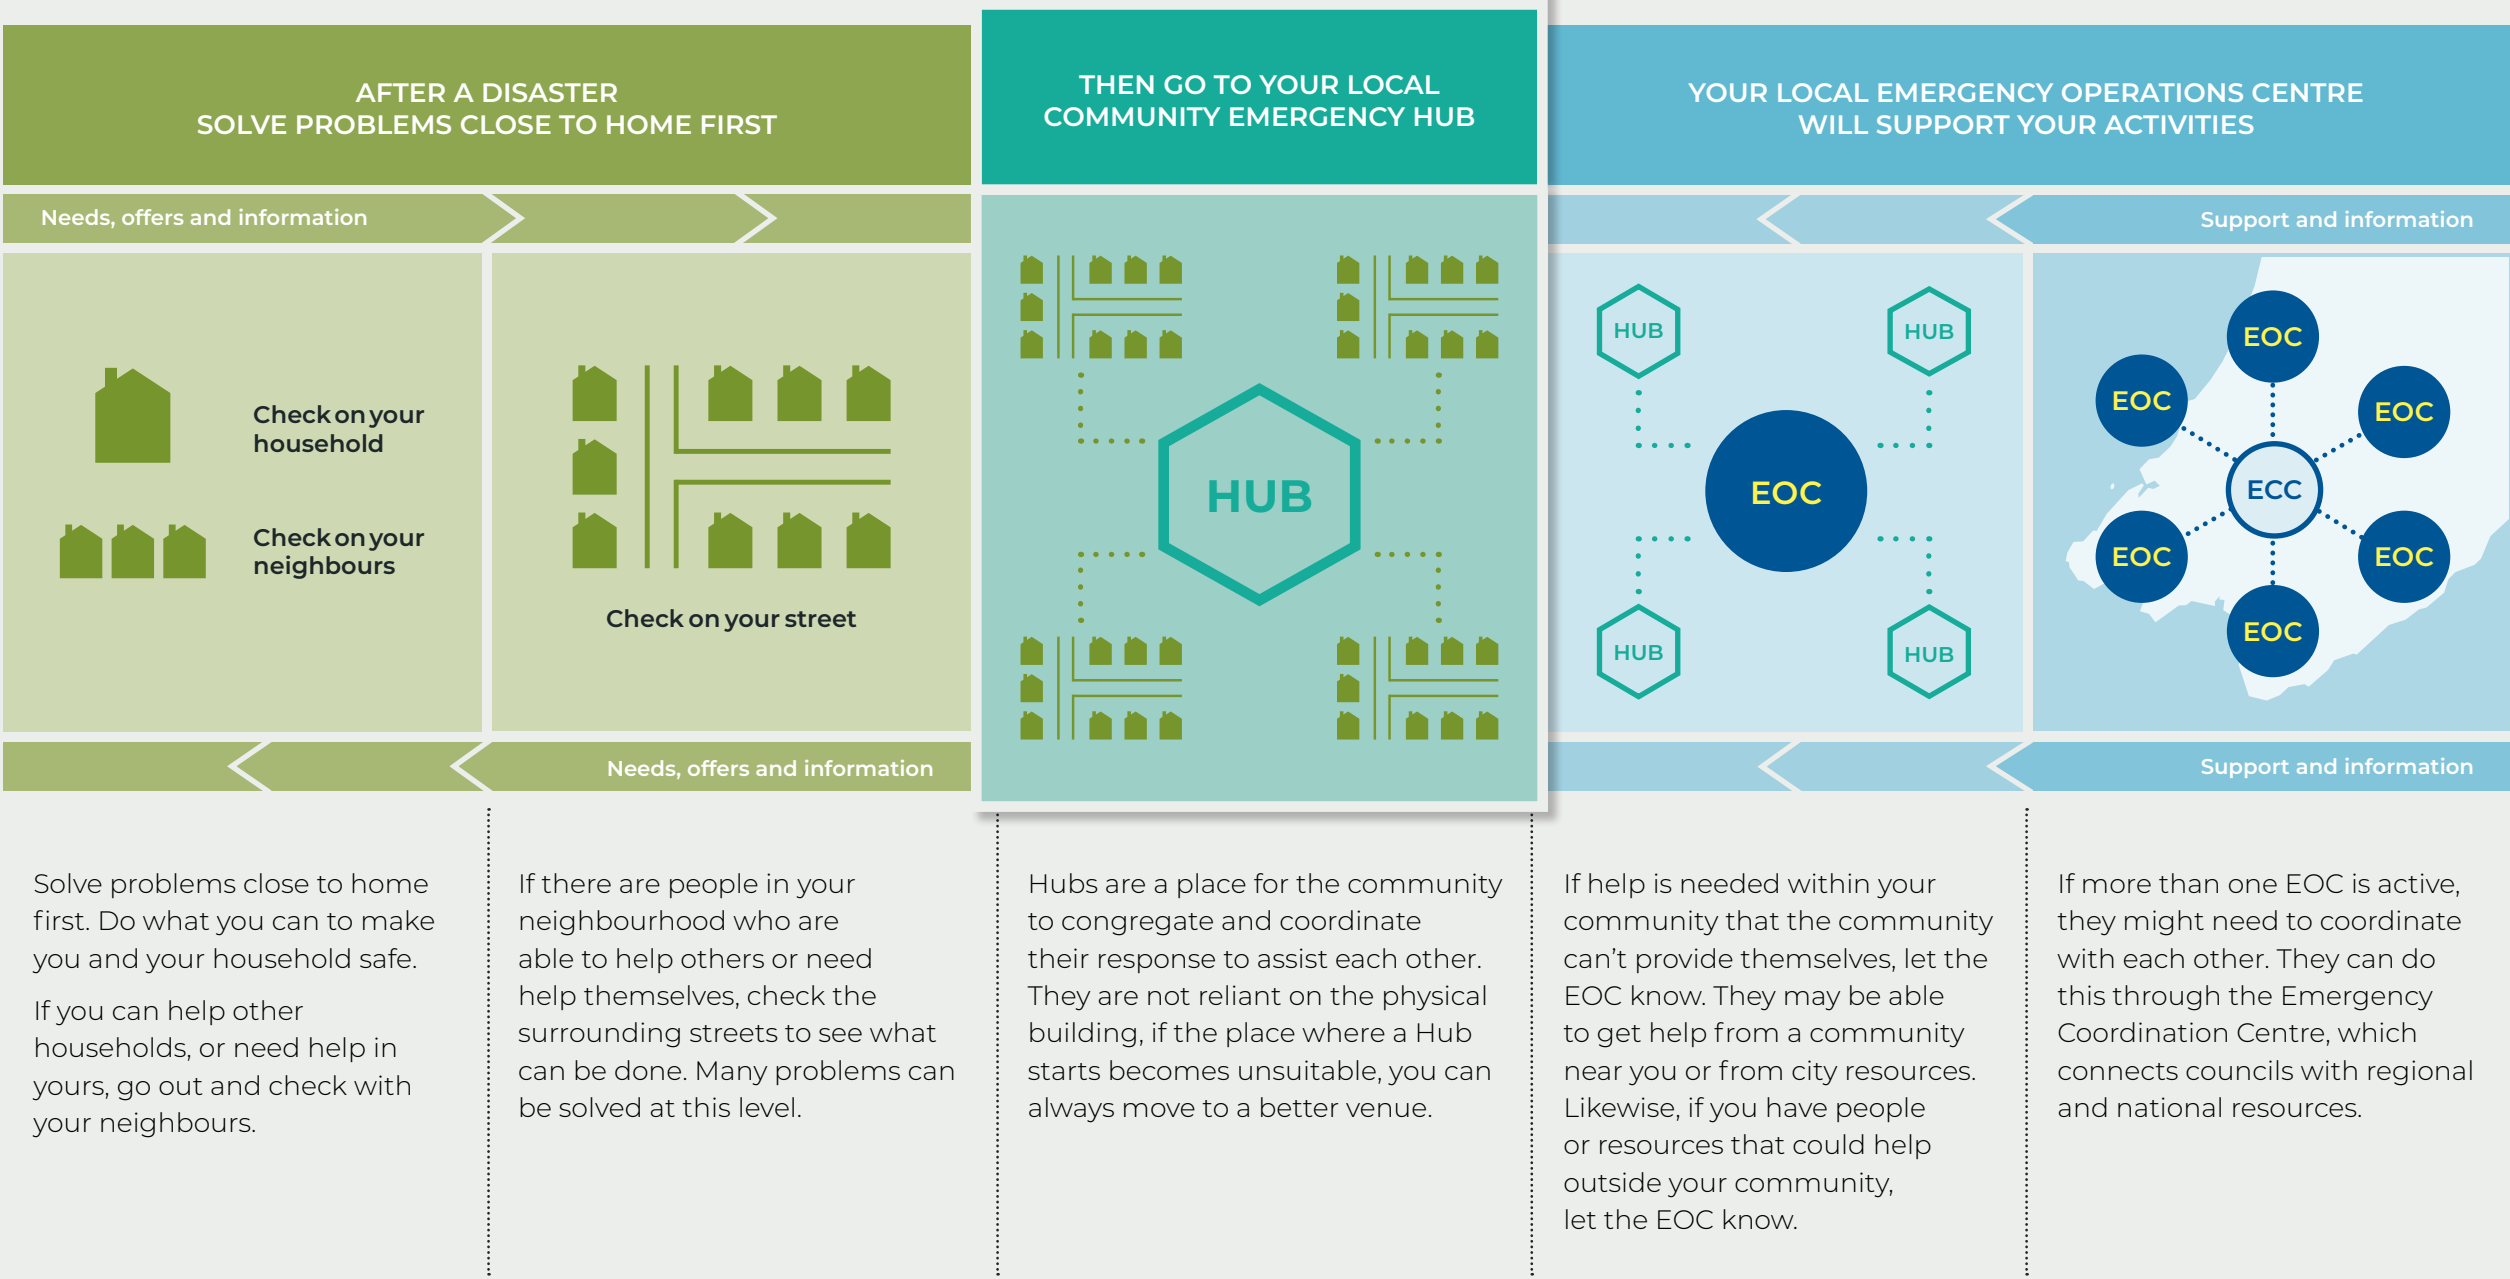 AFTER A DISASTER
SOLVE PROBLEMS CLOSE TO HOME FIRST
THEN GO TO YOUR LOCAL
COMMUNITY EMERGENCY HUB
YOUR LOCAL EMERGENCY OPERATIONS CENTRE
WILL SUPPORT YOUR ACTIVITIES
Needs, offers and information
Support and information
Check on your
household
Check on your
neighbours
Check on your street
HUB
HUB
HUB
EOC
HUB
HUB
EOC
EOC
EOC
ECC
EOC
EOC
EOC
Needs, offers and information
Support and information
Solve problems close to home
first. Do what you can to make
you and your household safe.
If you can help other
households, or need help in
yours, go out and check with
your neighbours.
If there are people in your
neighbourhood who are
able to help others or need
help themselves, check the
surrounding streets to see what
can be done. Many problems can
be solved at this level.
Hubs are a place for the community
to congregate and coordinate
their response to assist each other.
They are not reliant on the physical
building, if the place where a Hub
starts becomes unsuitable, you can
always move to a better venue.
If help is needed within your
community that the community
can't provide themselves, let the
EOC know. They may be able
to get help from a community
near you or from city resources.
Likewise, if you have people
or resources that could help
outside your community,
let the EOC know.
If more than one EOC is active,
they might need to coordinate
with each other. They can do
this through the Emergency
Coordination Centre, which
connects councils with regional
and national resources.